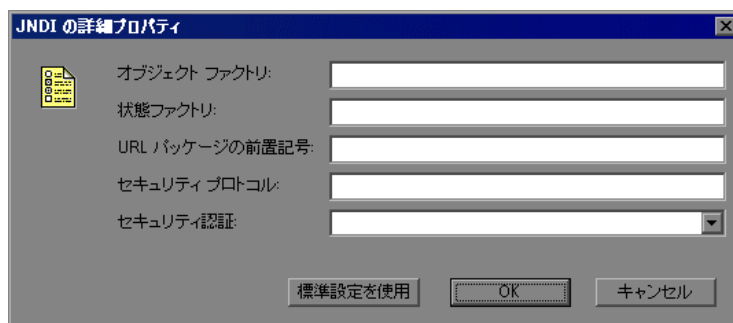 JNDI の詳細プロパティ
オブジェクト ファクトリ:
状態ファクトリ:
URL パッケージの前置記号:
セキュリティ プロトコル:
セキュリティ認証:
標準設定を使用 OK キャンセル